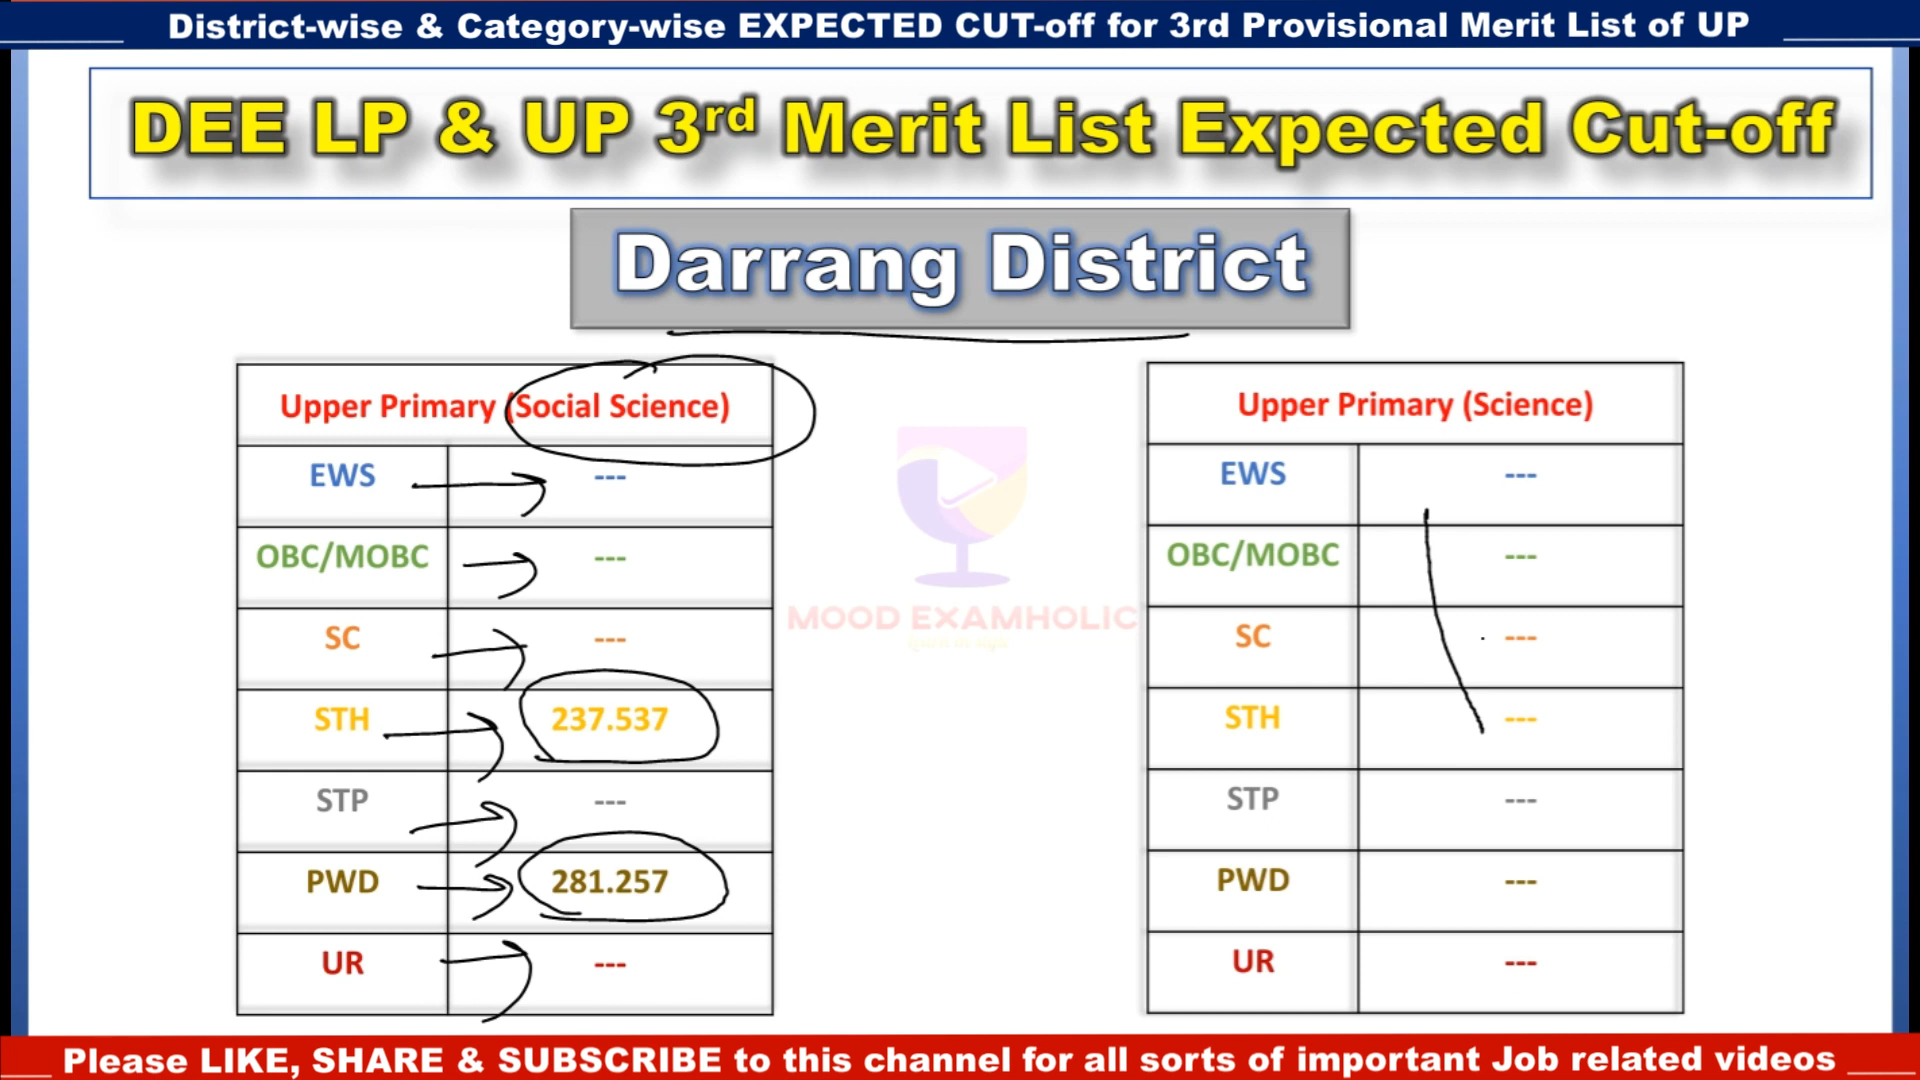 District-wise & Category-wise EXPECTED CUT-off for 3rd Provisional Merit List of UP
DEE LP & UP 3rd Merit List Expected Cut-off
Darrang District
Upper Primary (Social Science)
EWS ---
OBC/MOBC ---
SC ---
STH 237.537
STP ---
PWD 281.257
UR ---
MOOD EXAMHOLIC
Upper Primary (Science)
EWS ---
OBC/MOBC ---
SC ---
STH ---
STP ---
PWD ---
UR ---
Please LIKE, SHARE & SUBSCRIBE to this channel for all sorts of important Job related videos